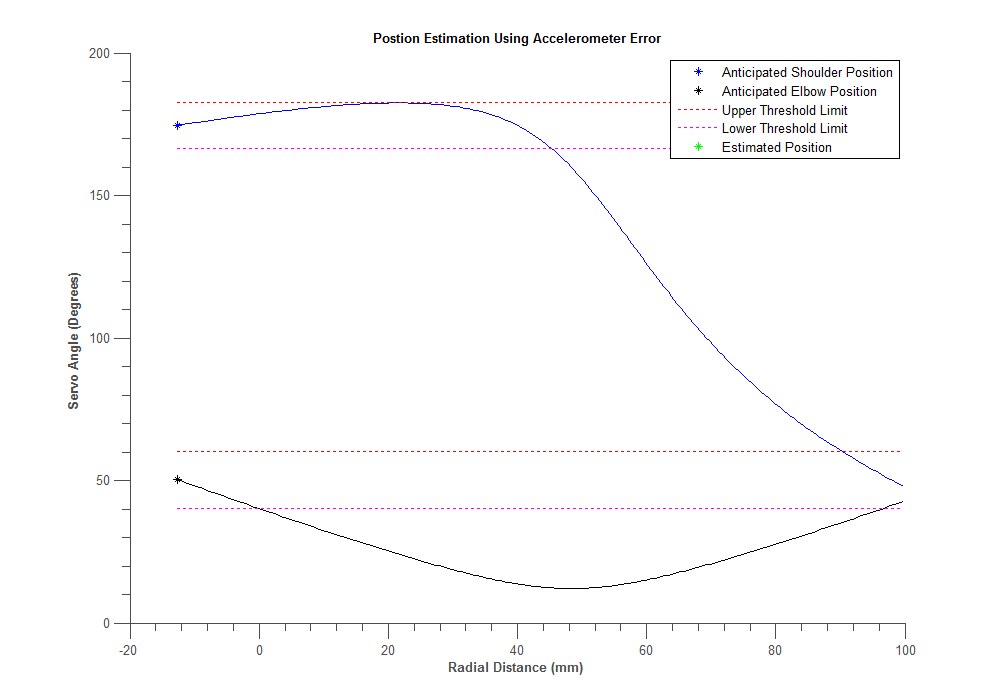 Postion Estimation Using Accelerometer Error
Anticipated Shoulder Position
Anticipated Elbow Position
Upper Threshold Limit
Lower Threshold Limit
Estimated Position
Servo Angle (Degrees)
200
150
100
50
0
-20
0
20
40
60
80
100
Radial Distance (mm)